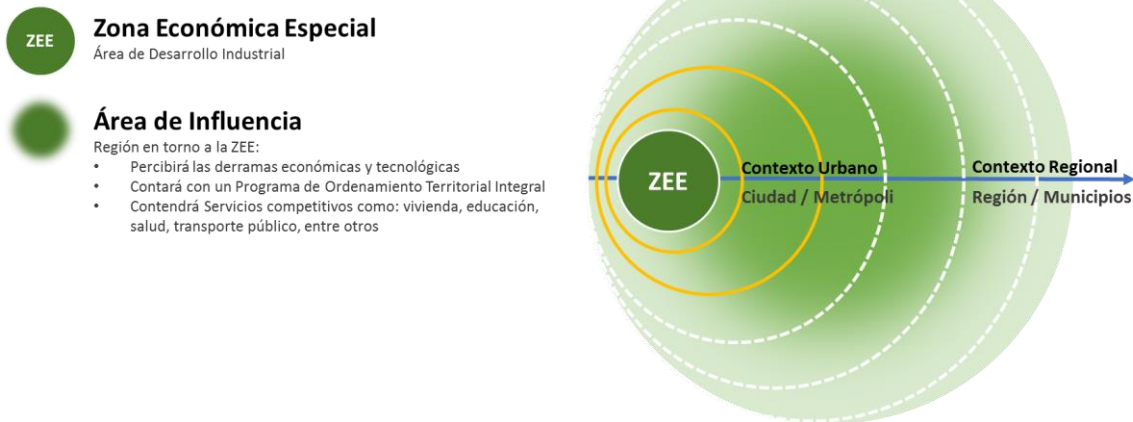 ZEE
Zona Económica Especial
Área de Desarrollo Industrial
Área de Influencia
Región en torno a la ZEE:
• Percibirá las derramas económicas y tecnológicas
• Contará con un Programa de Ordenamiento Territorial Integral
• Contendrá Servicios competitivos como: vivienda, educación,
salud, transporte público, entre otros
ZEE
Contexto Urbano
Ciudad / Metrópoli
Contexto Regional
Región / Municipios